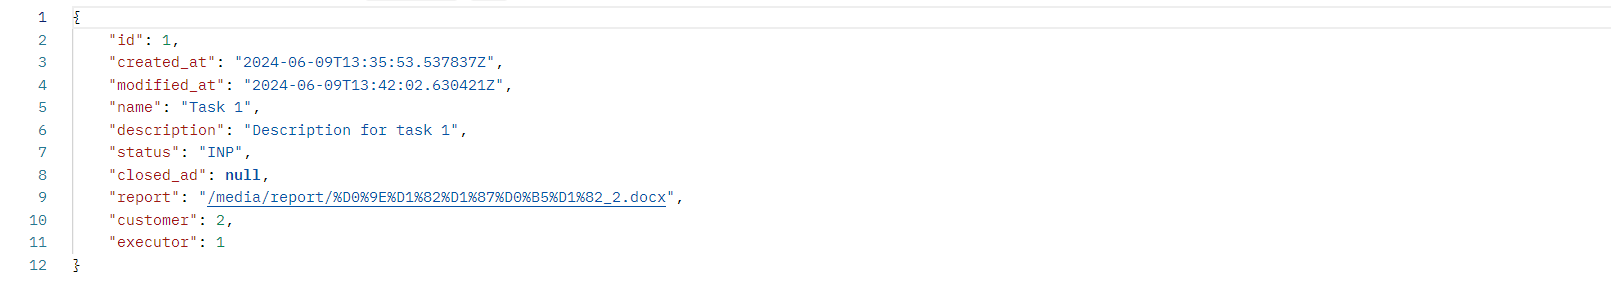 1 {
2 "id": 1,
3 "created_at": "2024-06-09T13:35:53.537837Z",
4 "modified_at": "2024-06-09T13:42:02.630421Z",
5 "name": "Task 1",
6 "description": "Description for task 1",
7 "status": "INP",
8 "closed_ad": null,
9 "report": "/media/report/%D0%9E%D1%82%D1%87%D0%B5%D1%82_2.docx",
10 "customer": 2,
11 "executor": 1
12 }